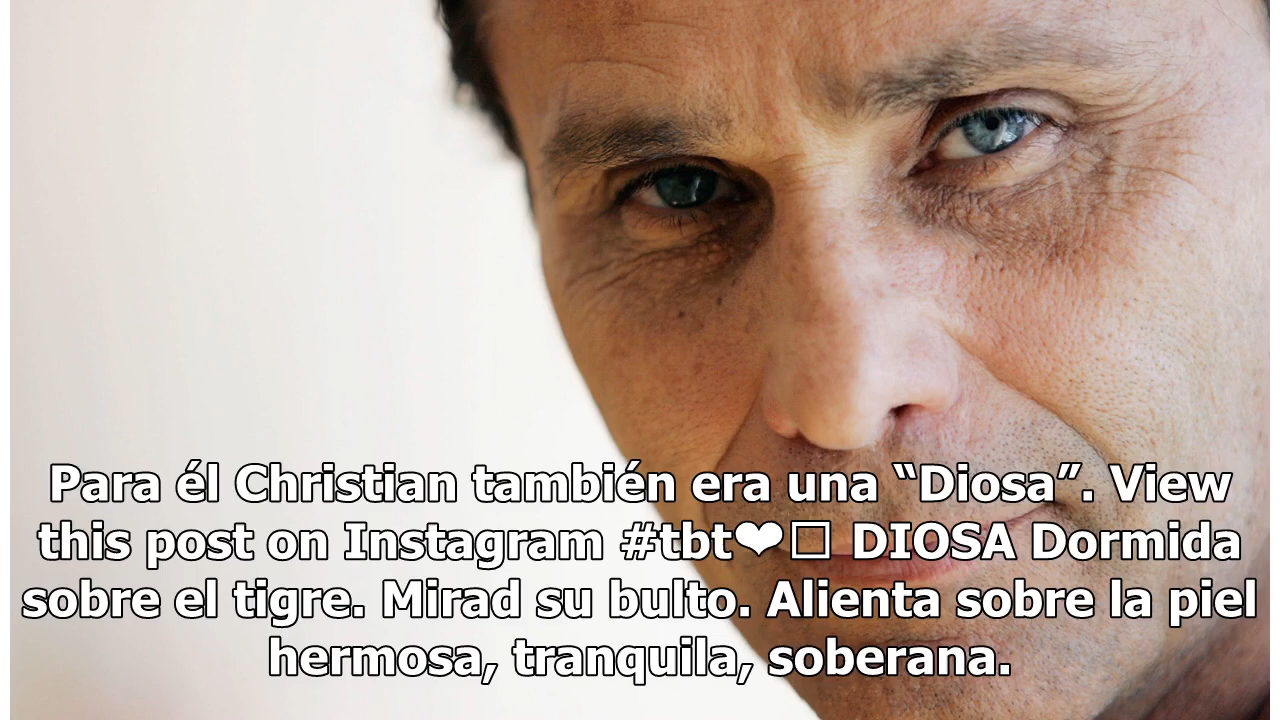 Para él Christian también era una “Diosa”. View
this post on Instagram #tbt❤□ DIOSA Dormida
sobre el tigre. Mirad su bulto. Alienta sobre la piel
hermosa, tranquila, soberana.